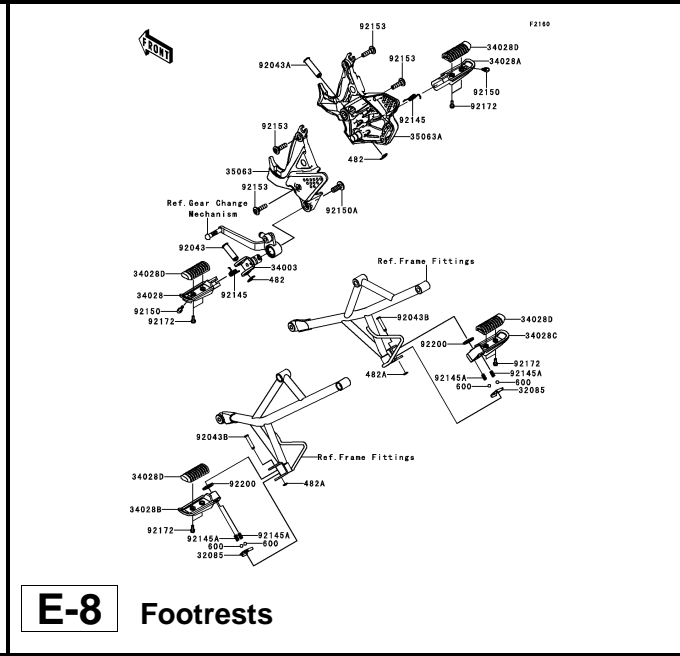 F2160
FRONT
92153
92153
92043A
34028D
34028A
92150
92172
92145
35063A
482
92153
35063
92153
92150A
Ref.Gear Change
Mechanism
92043
34003
482
34028D
34028
92145
92150
92172
Ref.Frame Fittings
92043B
34028D
34028C
92200
92172
482A
92145A
92145A
600
600
32085
92043B
Ref.Frame Fittings
34028D
92200
482A
34028B
92172
92145A
92145A
600
600
32085
E-8 Footrests